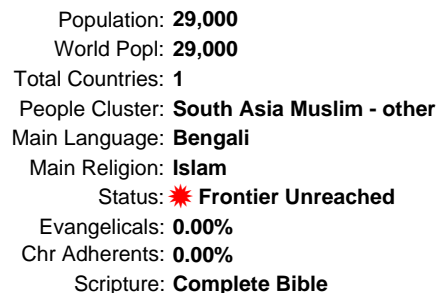 Population: 29,000
World Popl: 29,000
Total Countries: 1
People Cluster: South Asia Muslim - other
Main Language: Bengali
Main Religion: Islam
Status: Frontier Unreached
Evangelicals: 0.00%
Chr Adherents: 0.00%
Scripture: Complete Bible